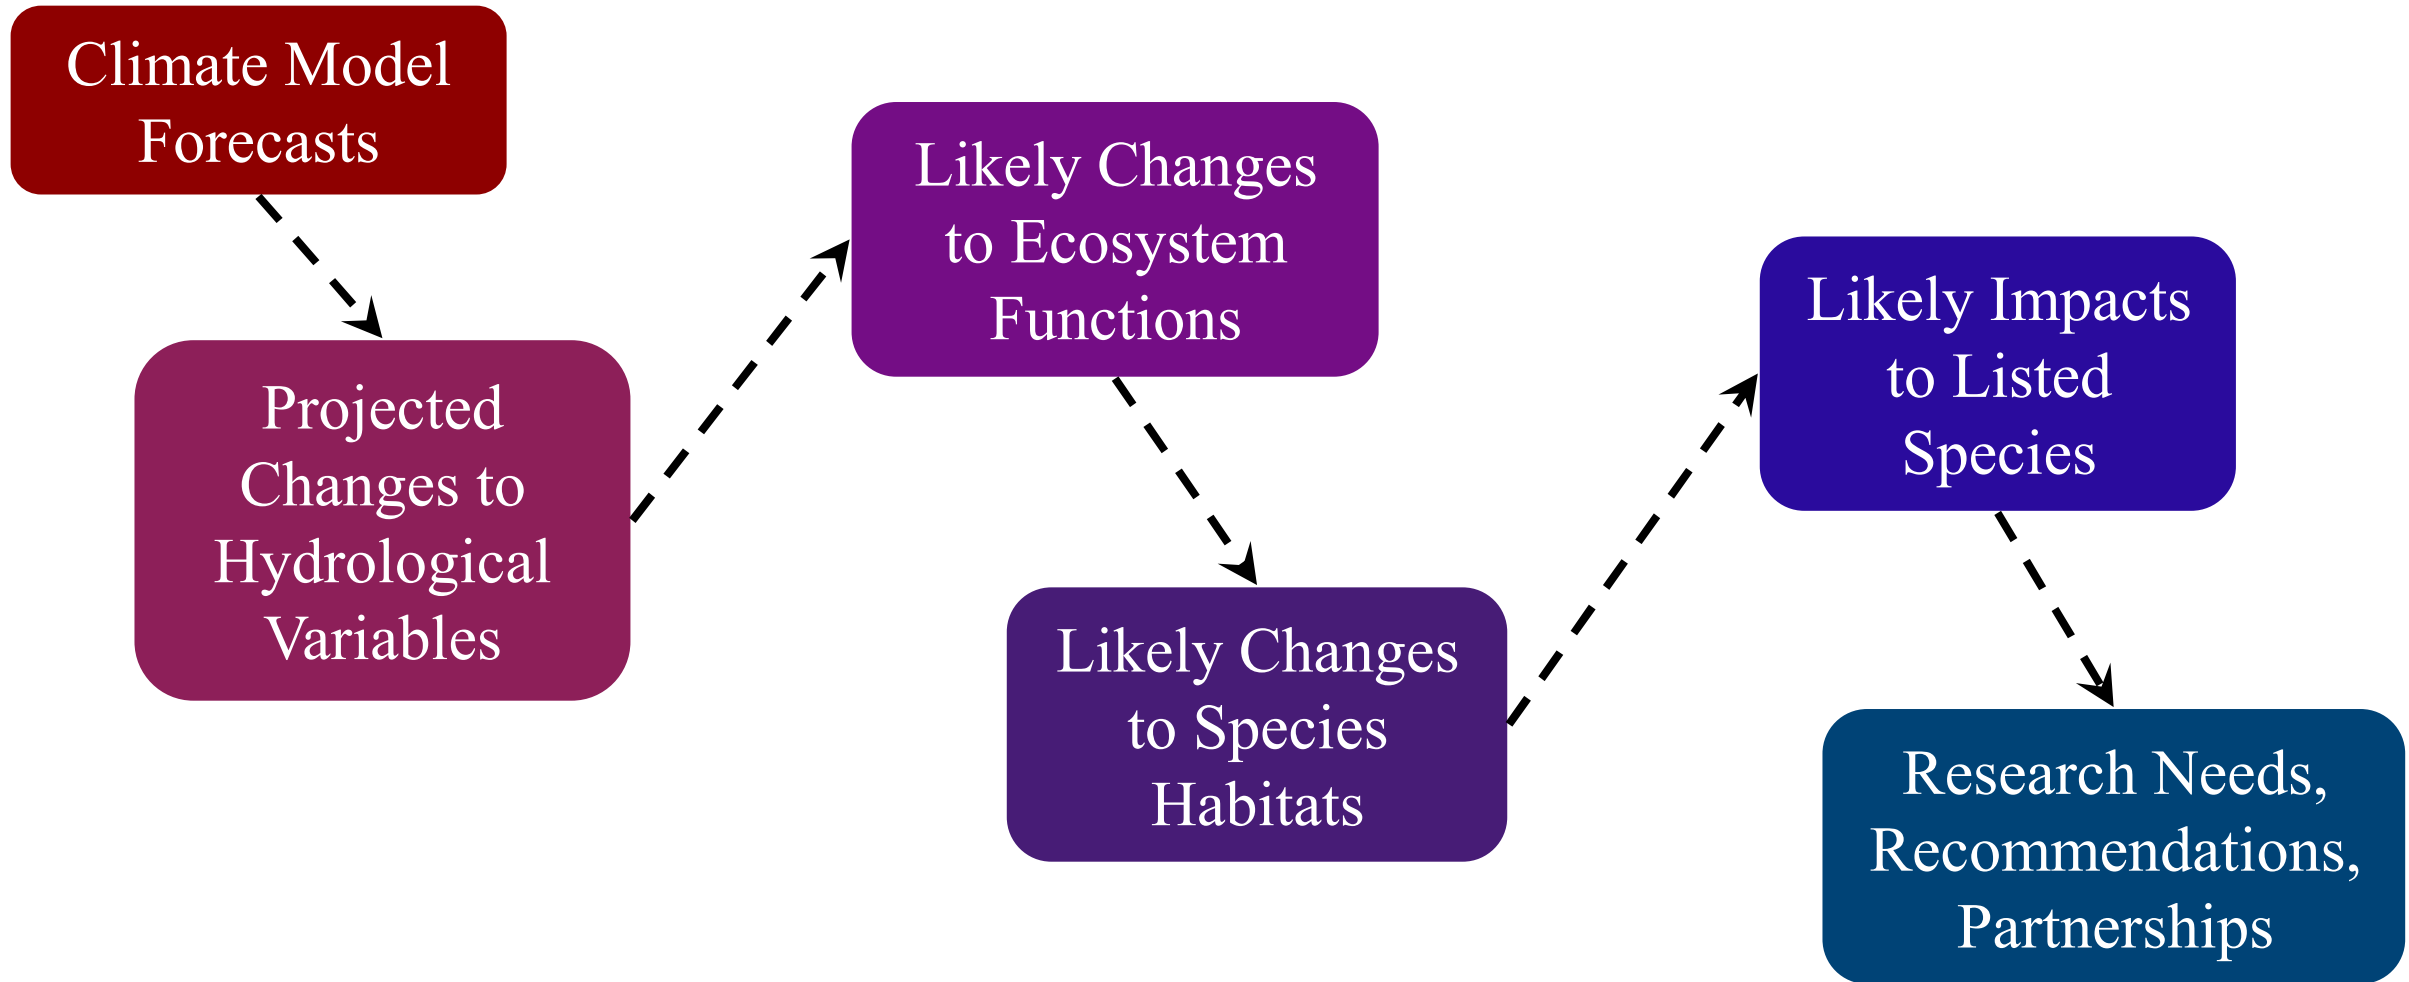 Climate Model
Forecasts
Projected
Changes to
Hydrological
Variables
Likely Changes
to Ecosystem
Functions
Likely Changes
to Species
Habitats
Likely Impacts
to Listed
Species
Research Needs,
Recommendations,
Partnerships